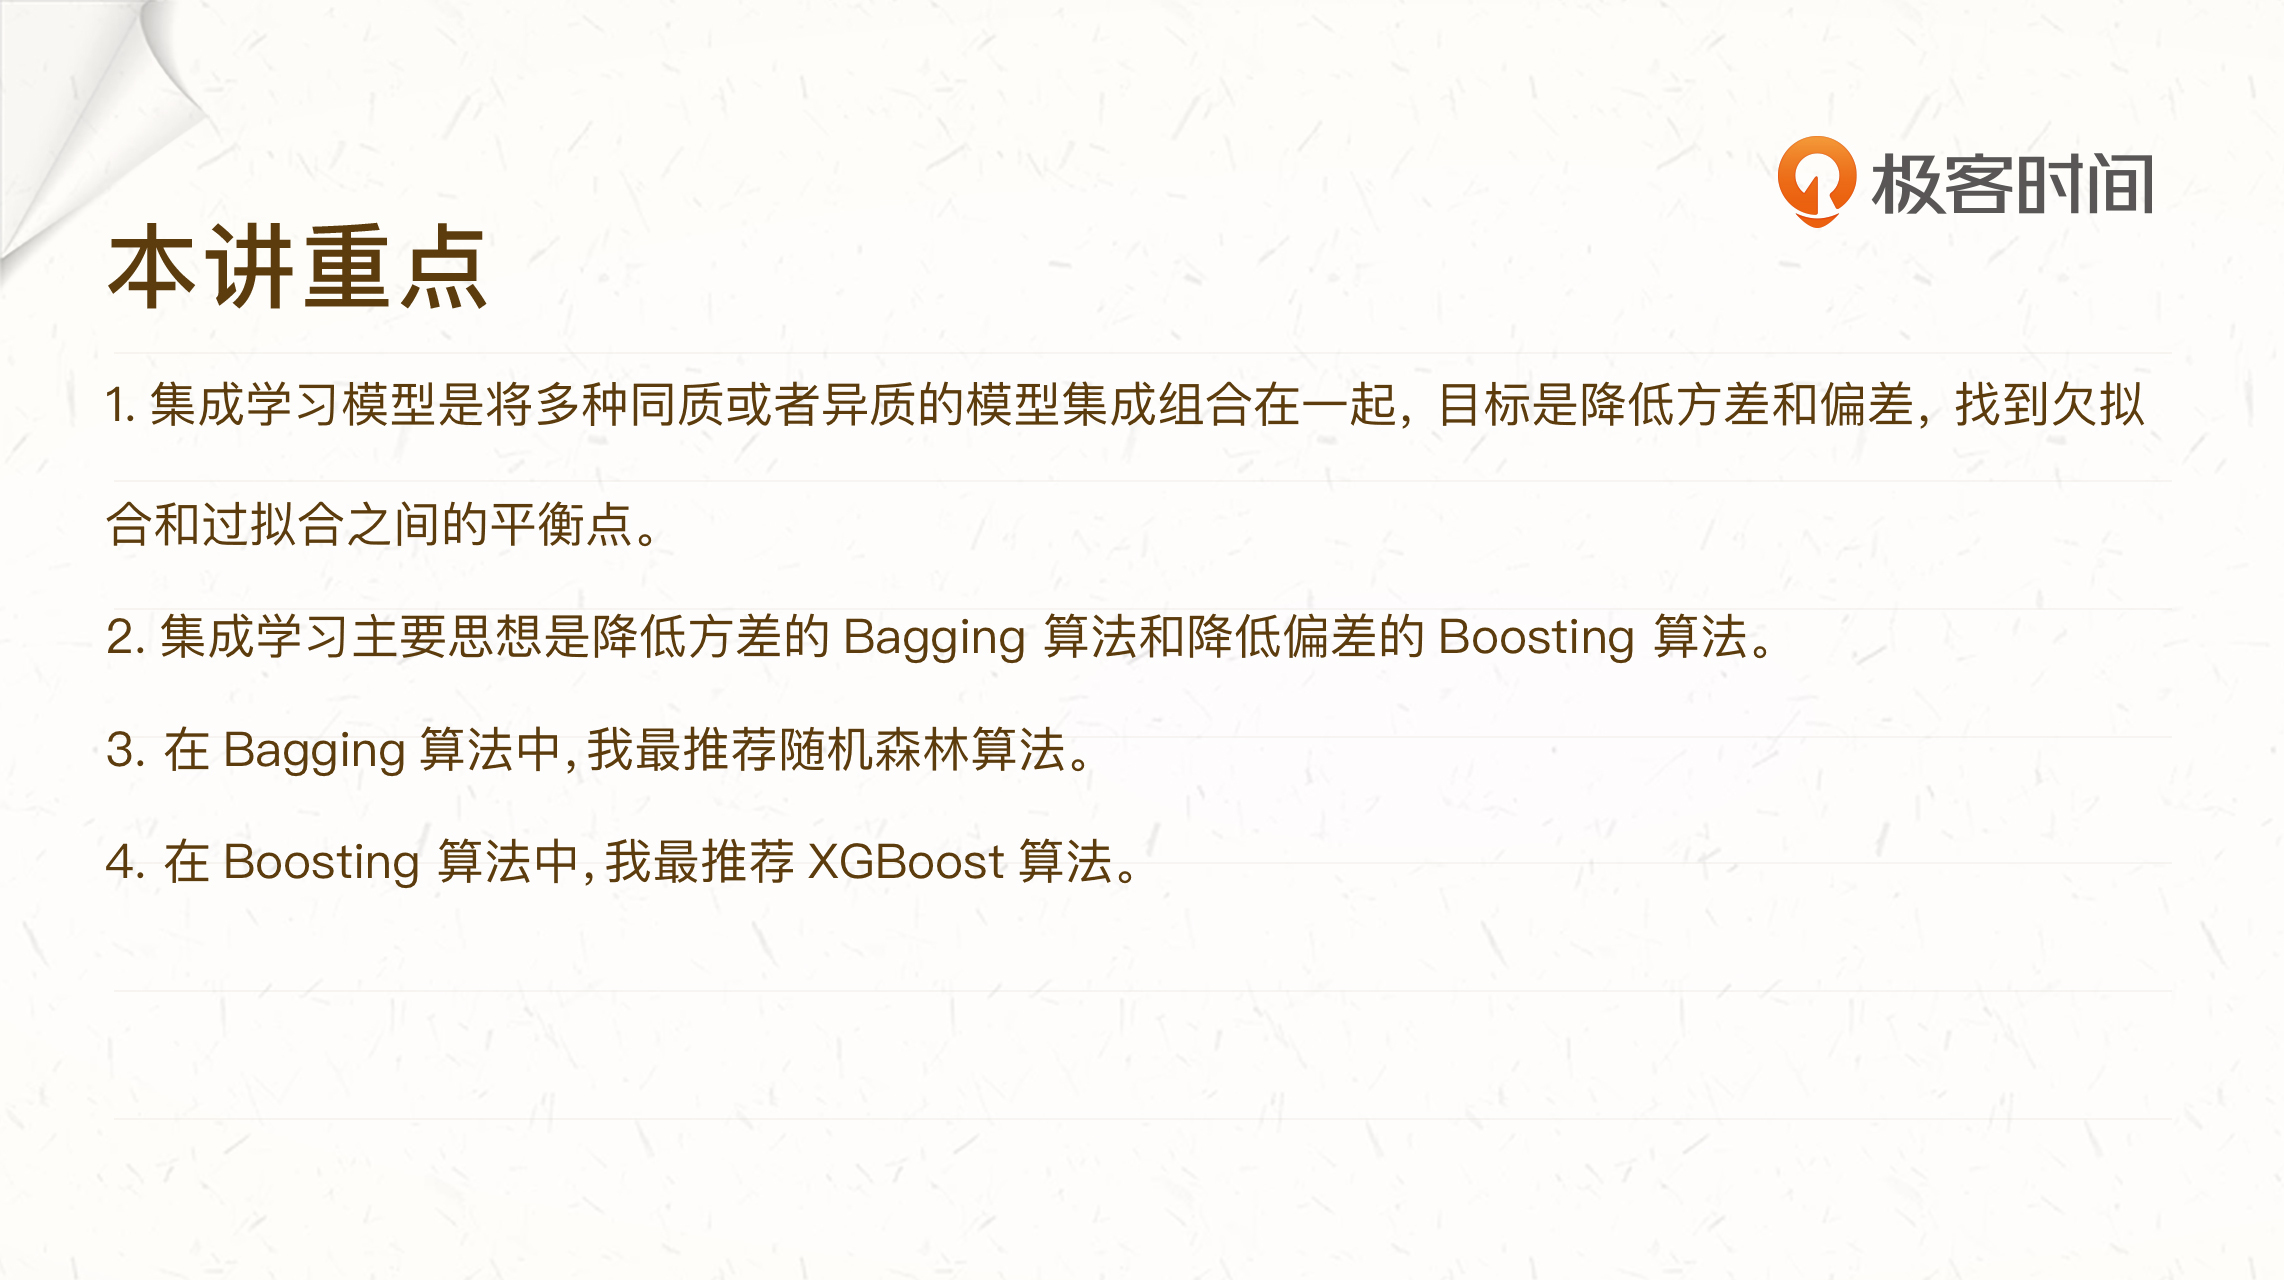 极客时间
本讲重点
1. 集成学习模型是将多种同质或者异质的模型集成组合在一起，目标是降低方差和偏差，找到欠拟
合和过拟合之间的平衡点。
2. 集成学习主要思想是降低方差的 Bagging 算法和降低偏差的 Boosting 算法。
3. 在 Bagging 算法中，我最推荐随机森林算法。
4. 在 Boosting 算法中，我最推荐 XGBoost 算法。